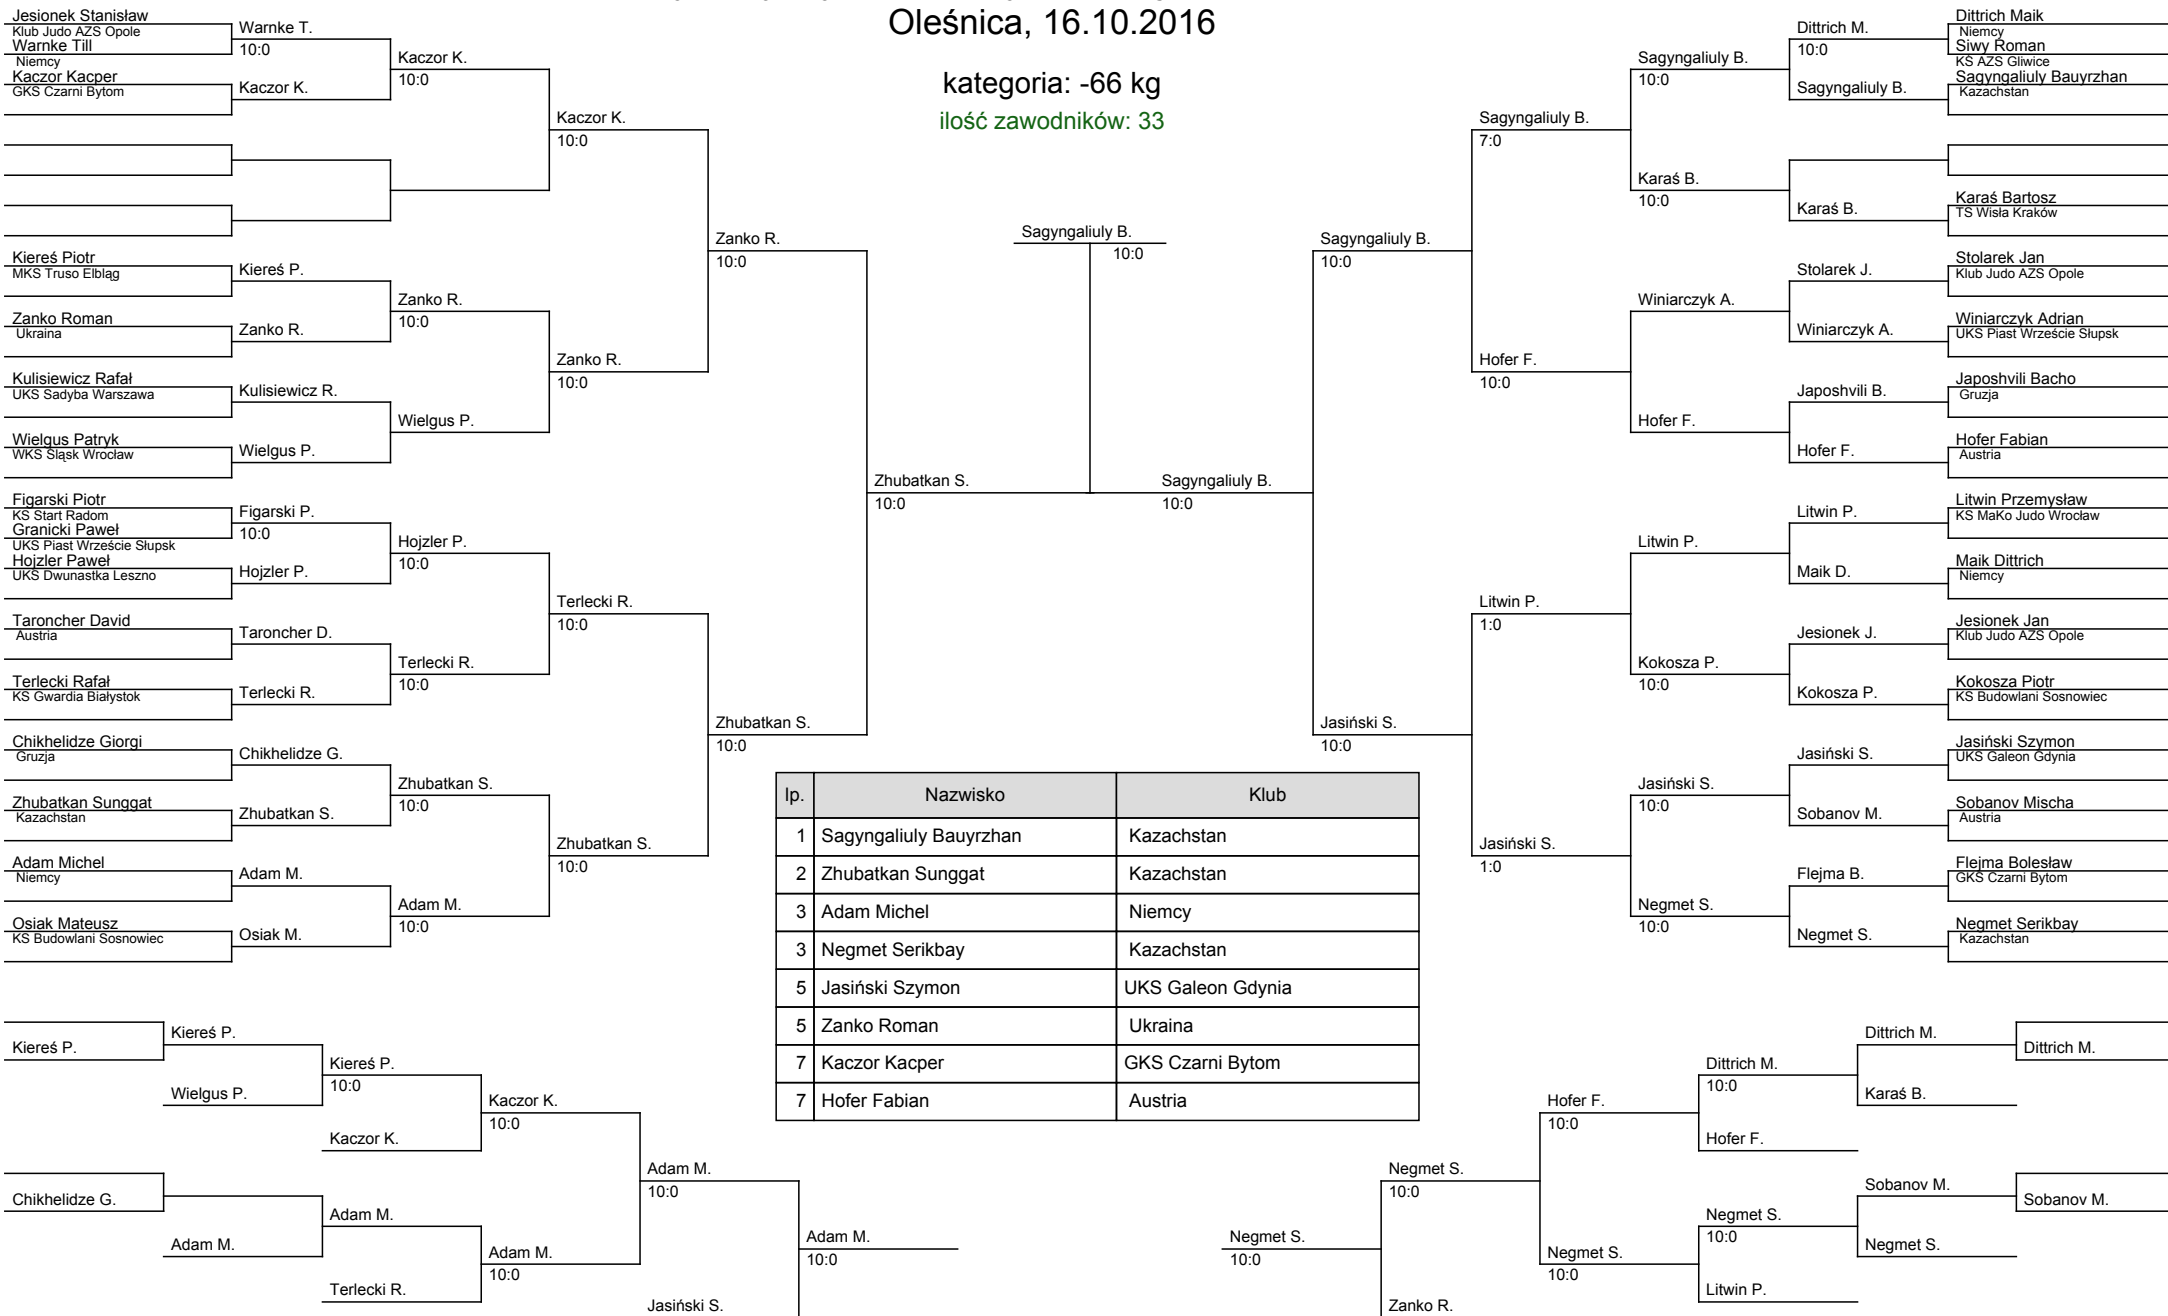 Oleśnica, 16.10.2016
kategoria: -66 kg
ilość zawodników: 33
Jesionek Stanisław
Klub Judo AZS Opole
Warnke Till
Niemcy
Kaczor Kacper
GKS Czarni Bytom
Kiereś Piotr
MKS Truso Elbląg
Zanko Roman
Ukraina
Kulisiewicz Rafał
UKS Sadyba Warszawa
Wielgus Patryk
WKS Śląsk Wrocław
Figarski Piotr
KS Start Radom
Granicki Paweł
UKS Piast Wrzeście Słupsk
Hojzler Paweł
UKS Dwunastka Leszno
Taroncher David
Austria
Terlecki Rafał
KS Gwardia Białystok
Chikhelidze Giorgi
Gruzja
Zhubatkan Sunggat
Kazachstan
Adam Michel
Niemcy
Osiak Mateusz
KS Budowlani Sosnowiec
Warnke T.
10:0
Kaczor K.
Kiereś P.
Zanko R.
Kulisiewicz R.
Wielgus P.
Figarski P.
10:0
Hojzler P.
Taroncher D.
Terlecki R.
Chikhelidze G.
Zhubatkan S.
Adam M.
Osiak M.
Kaczor K.
10:0
Zanko R.
10:0
Wielgus P.
Hojzler P.
10:0
Terlecki R.
10:0
Zhubatkan S.
10:0
Adam M.
10:0
Kaczor K.
10:0
Zanko R.
10:0
Terlecki R.
10:0
Zhubatkan S.
10:0
Zanko R.
10:0
Zhubatkan S.
10:0
Zhubatkan S.
10:0
Sagyngaliuly B.
10:0
Sagyngaliuly B.
10:0
Sagyngaliuly B.
10:0
Jasiński S.
10:0
Sagyngaliuly B.
7:0
Hofer F.
10:0
Litwin P.
1:0
Jasiński S.
1:0
Sagyngaliuly B.
10:0
Karaś B.
10:0
Winiarczyk A.
Hofer F.
Litwin P.
Kokosza P.
10:0
Jasiński S.
10:0
Negmet S.
10:0
Dittrich M.
10:0
Sagyngaliuly B.
Karaś B.
Stolarek J.
Winiarczyk A.
Japoshvili B.
Hofer F.
Litwin P.
Maik D.
Jesionek J.
Kokosza P.
Jasiński S.
Sobanov M.
Flejma B.
Negmet S.
Dittrich Maik
Niemcy
Siwy Roman
KS AZS Gliwice
Sagyngaliuly Bauyrzhan
Kazachstan
Karaś Bartosz
TS Wisła Kraków
Stolarek Jan
Klub Judo AZS Opole
Winiarczyk Adrian
UKS Piast Wrzeście Słupsk
Japoshvili Bacho
Gruzja
Hofer Fabian
Austria
Litwin Przemysław
KS MaKo Judo Wrocław
Maik Dittrich
Niemcy
Jesionek Jan
Klub Judo AZS Opole
Kokosza Piotr
KS Budowlani Sosnowiec
Jasiński Szymon
UKS Galeon Gdynia
Sobanov Mischa
Austria
Flejma Bolesław
GKS Czarni Bytom
Negmet Serikbay
Kazachstan
lp. Nazwisko Klub
1 Sagyngaliuly Bauyrzhan Kazachstan
2 Zhubatkan Sunggat Kazachstan
3 Adam Michel Niemcy
3 Negmet Serikbay Kazachstan
5 Jasiński Szymon UKS Galeon Gdynia
5 Zanko Roman Ukraina
7 Kaczor Kacper GKS Czarni Bytom
7 Hofer Fabian Austria
Kiereś P.
Chikhelidze G.
Kiereś P.
Wielgus P.
Adam M.
Kiereś P.
10:0
Kaczor K.
Adam M.
Terlecki R.
Kaczor K.
10:0
Adam M.
10:0
Adam M.
10:0
Jasiński S.
Adam M.
10:0
Negmet S.
10:0
Negmet S.
10:0
Zanko R.
Hofer F.
10:0
Negmet S.
10:0
Dittrich M.
10:0
Hofer F.
Negmet S.
10:0
Litwin P.
Dittrich M.
Karaś B.
Sobanov M.
Negmet S.
Dittrich M.
Sobanov M.